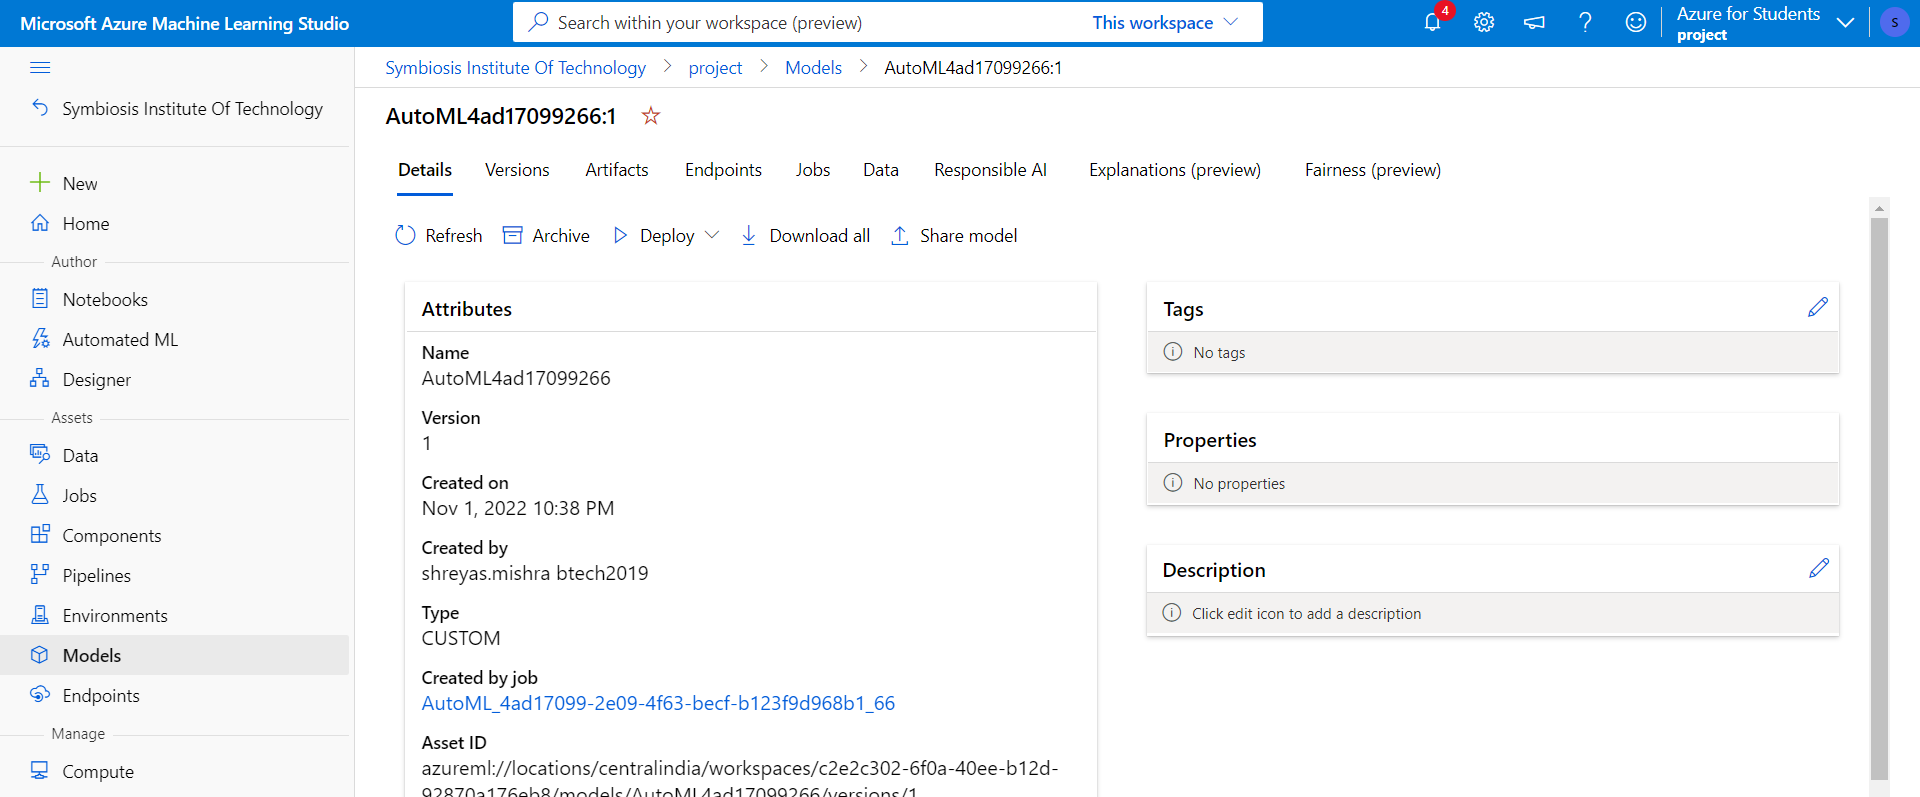 Microsoft Azure Machine Learning Studio
Search within your workspace (preview)
This workspace
4
Azure for Students
project
S
Symbiosis Institute Of Technology
New
Home
Author
Notebooks
Automated ML
Designer
Assets
Data
Jobs
Components
Pipelines
Environments
Models
Endpoints
Manage
Compute
Symbiosis Institute Of Technology > project > Models > AutoML4ad17099266:1
AutoML4ad17099266:1
Details Versions Artifacts Endpoints Jobs Data Responsible AI Explanations (preview) Fairness (preview)
Refresh Archive Deploy Download all Share model
Attributes
Name
AutoML4ad17099266
Version
1
Created on
Nov 1, 2022 10:38 PM
Created by
shreyas.mishra btech2019
Type
CUSTOM
Created by job
AutoML_4ad17099-2e09-4f63-becf-b123f9d968b1_66
Asset ID
azureml://locations/centralindia/workspaces/c2e2c302-6f0a-40ee-b12d-
92870a176eb8/models/AutoML4ad17099266/versions/1
Tags
No tags
Properties
No properties
Description
Click edit icon to add a description